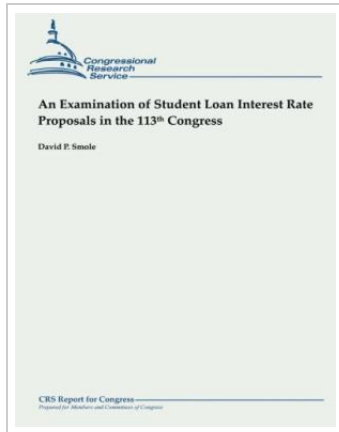 Congressional
Research
Service
An Examination of Student Loan Interest Rate
Proposals in the 113th Congress
David P. Smole
CRS Report for Congress
Prepared for Members and Committees of Congress